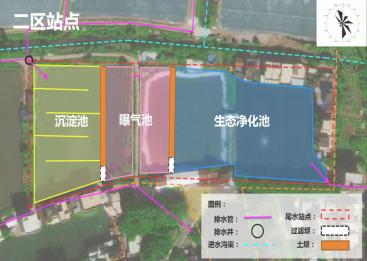 二区站点
沉淀池
曝气池
生态净化池
图例：
排水管：
尾水站点：
排水井：
过滤坝：
进水沟渠：
土坝：